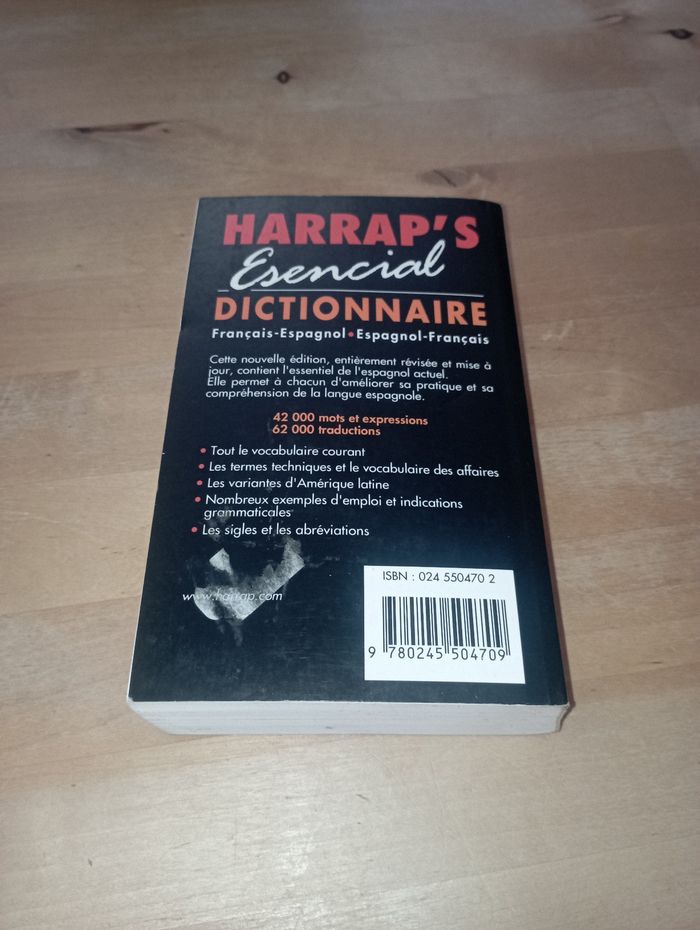 HARRAP'S
Esencial
DICTIONNAIRE
Français-Espagnol • Espagnol-Français
Cette nouvelle édition, entièrement révisée et mise à
jour, contient l'essentiel de l'espagnol actuel.
Elle permet à chacun d'améliorer sa pratique et sa
compréhension de la langue espagnole.
42 000 mots et expressions
62 000 traductions
• Tout le vocabulaire courant
• Les termes techniques et le vocabulaire des affaires
• Les variantes d'Amérique latine
• Nombreux exemples d'emploi et indications
grammaticales
• Les sigles et les abréviations
www.harrap.com
ISBN : 024 550470 2
9 780245 504709